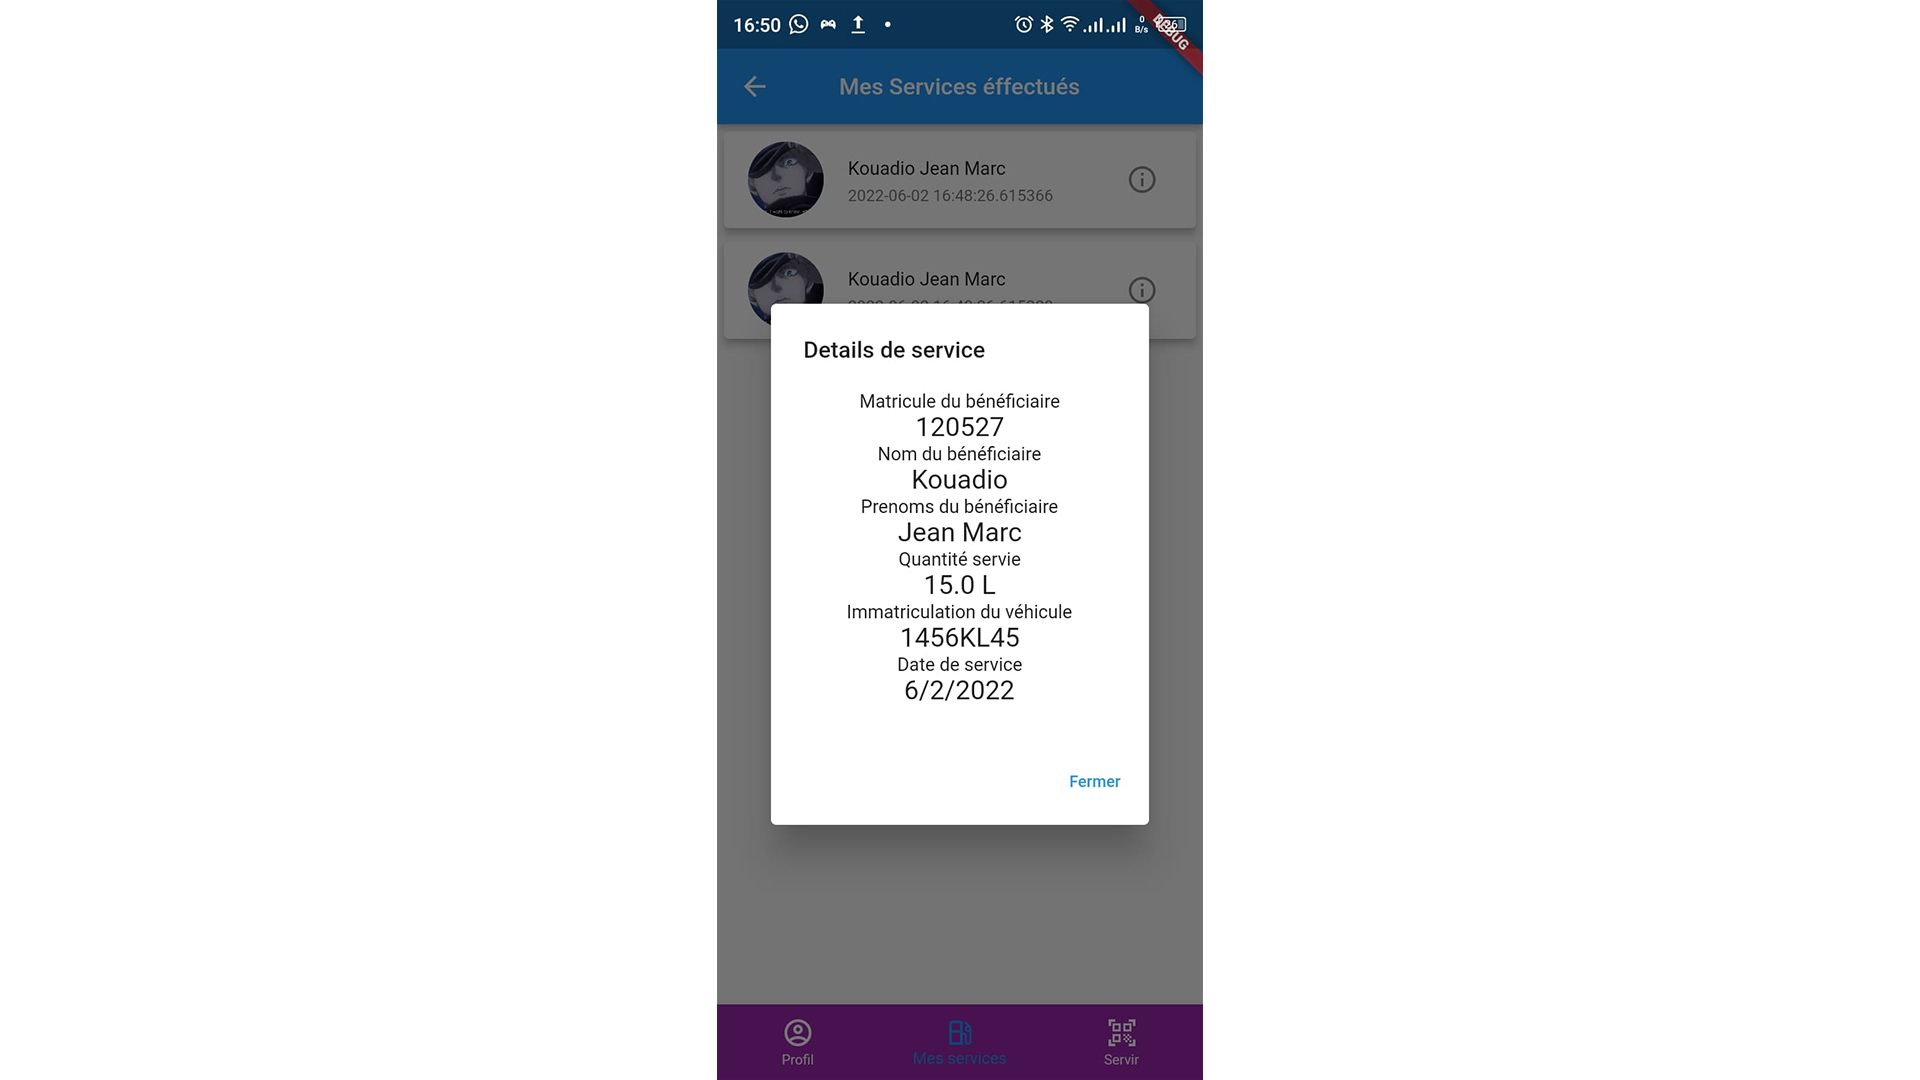 16:50
0
B/s
36
DEBUG
Mes Services éffectués
Kouadio Jean Marc
2022-06-02 16:48:26.615366
Kouadio Jean Marc
Details de service
Matricule du bénéficiaire
120527
Nom du bénéficiaire
Kouadio
Prenoms du bénéficiaire
Jean Marc
Quantité servie
15.0 L
Immatriculation du véhicule
1456KL45
Date de service
6/2/2022
Fermer
Profil
Mes services
Servir